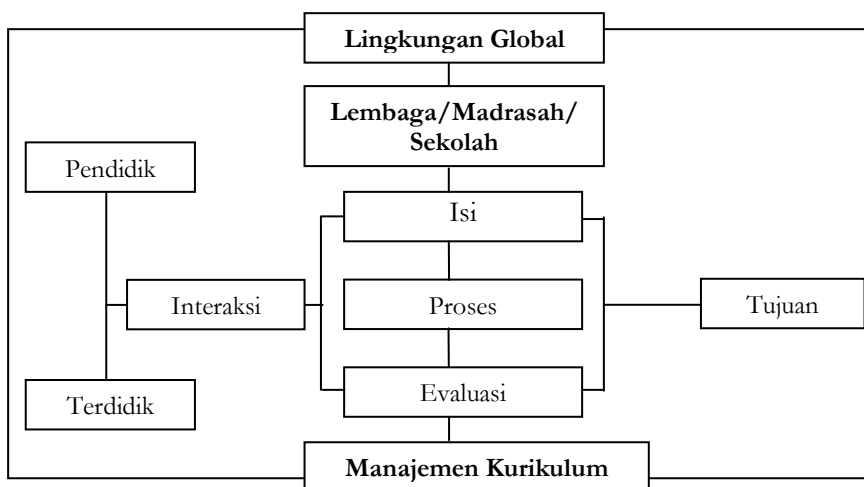 Lingkungan Global
Lembaga/Madrasah/
Sekolah
Pendidik
Isi
Interaksi
Proses
Tujuan
Terdidik
Evaluasi
Manajemen Kurikulum